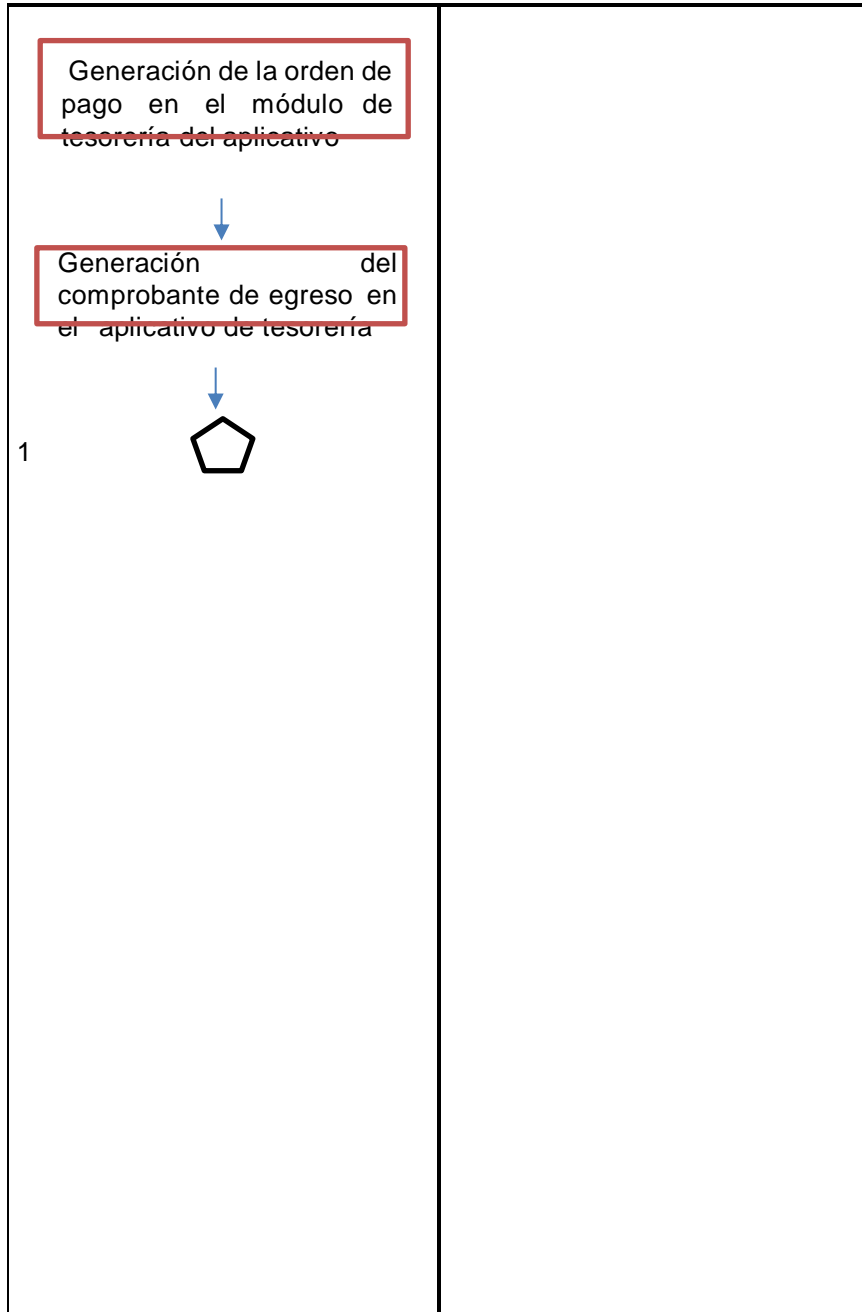 Generación de la orden de
pago en el módulo de
tesorería del aplicativo
Generación del
comprobante de egreso en
el aplicativo de tesorería
1